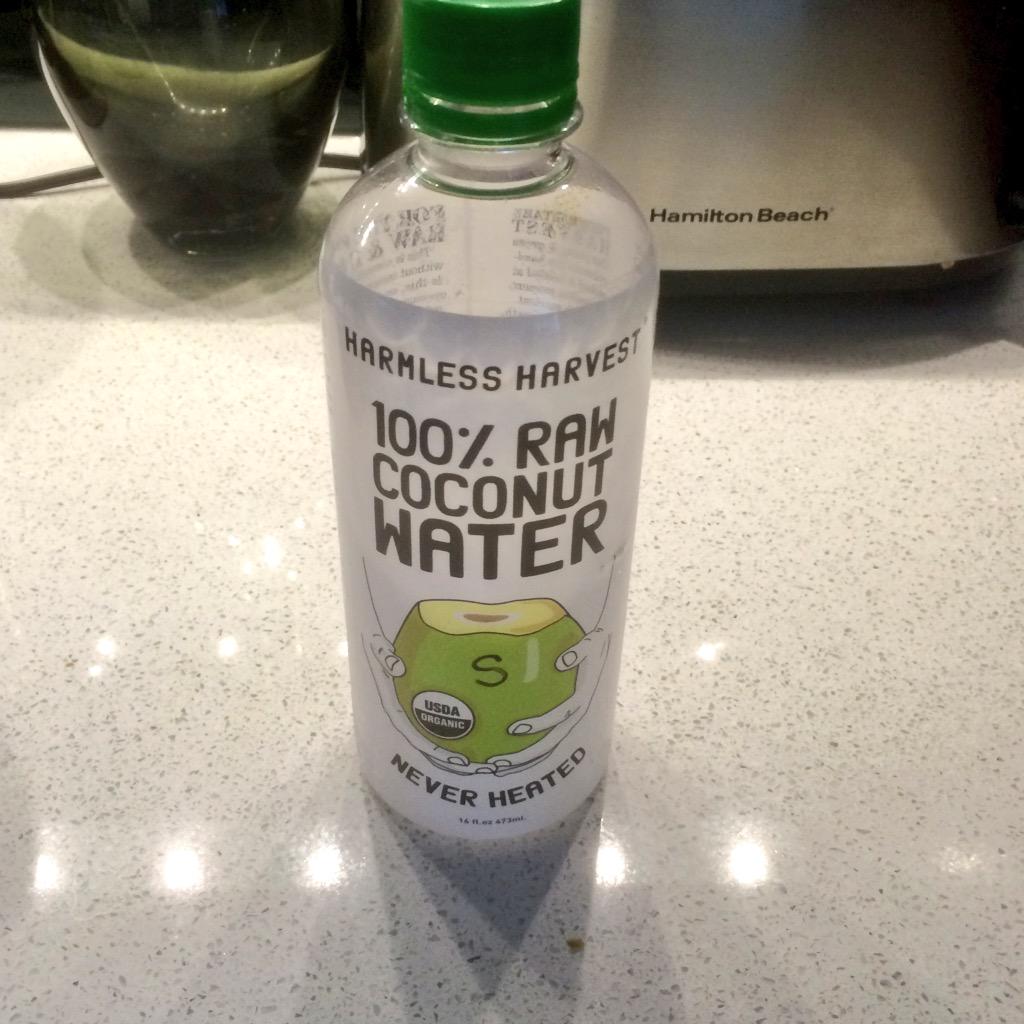 Hamilton Beach
HARMLESS HARVEST
100% RAW
COCONUT
WATER
S
USDA
ORGANIC
NEVER HEATED
16 fl.oz 473ml.